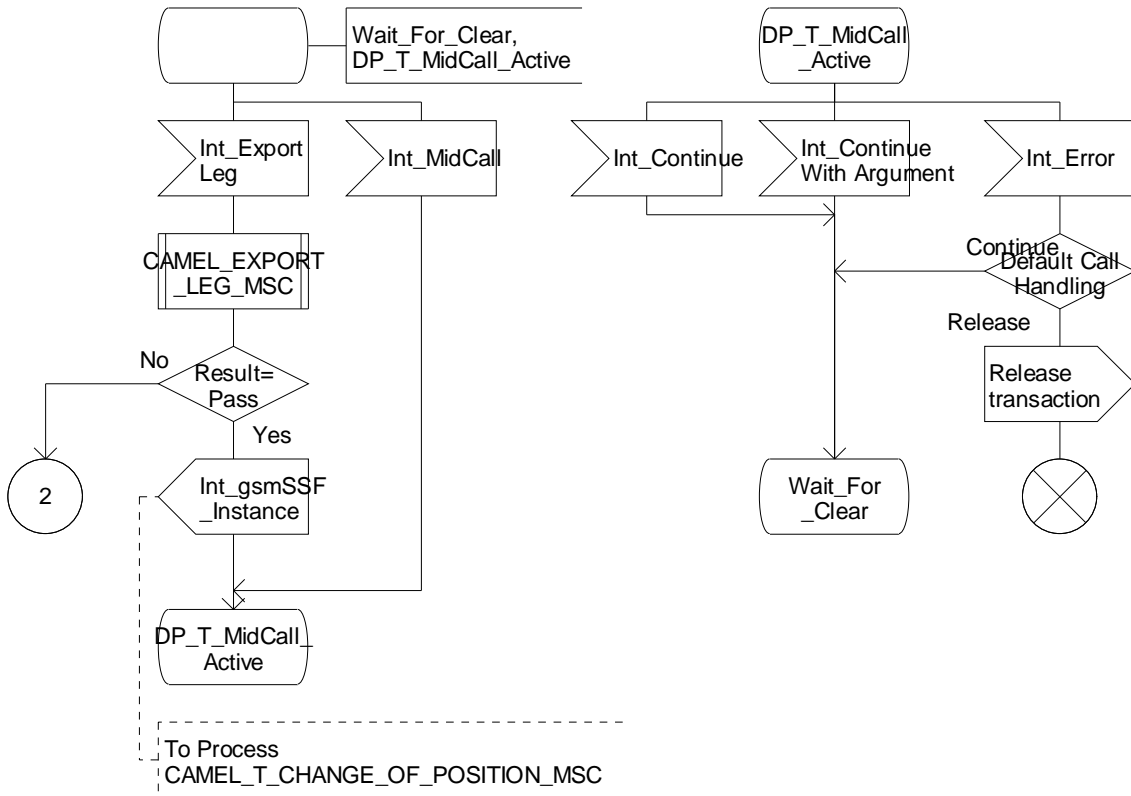 Wait_For_Clear,
DP_T_MidCall_Active
DP_T_MidCall
_Active
Int_Export
Leg
Int_MidCall
Int_Continue
Int_Continue
With Argument
Int_Error
CAMEL_EXPORT
_LEG_MSC
Continue
Default Call
Handling
Release
No
Result=
Pass
Yes
Release
transaction
2
Int_gsmSSF
_Instance
Wait_For
_Clear
DP_T_MidCall_
Active
To Process
CAMEL_T_CHANGE_OF_POSITION_MSC